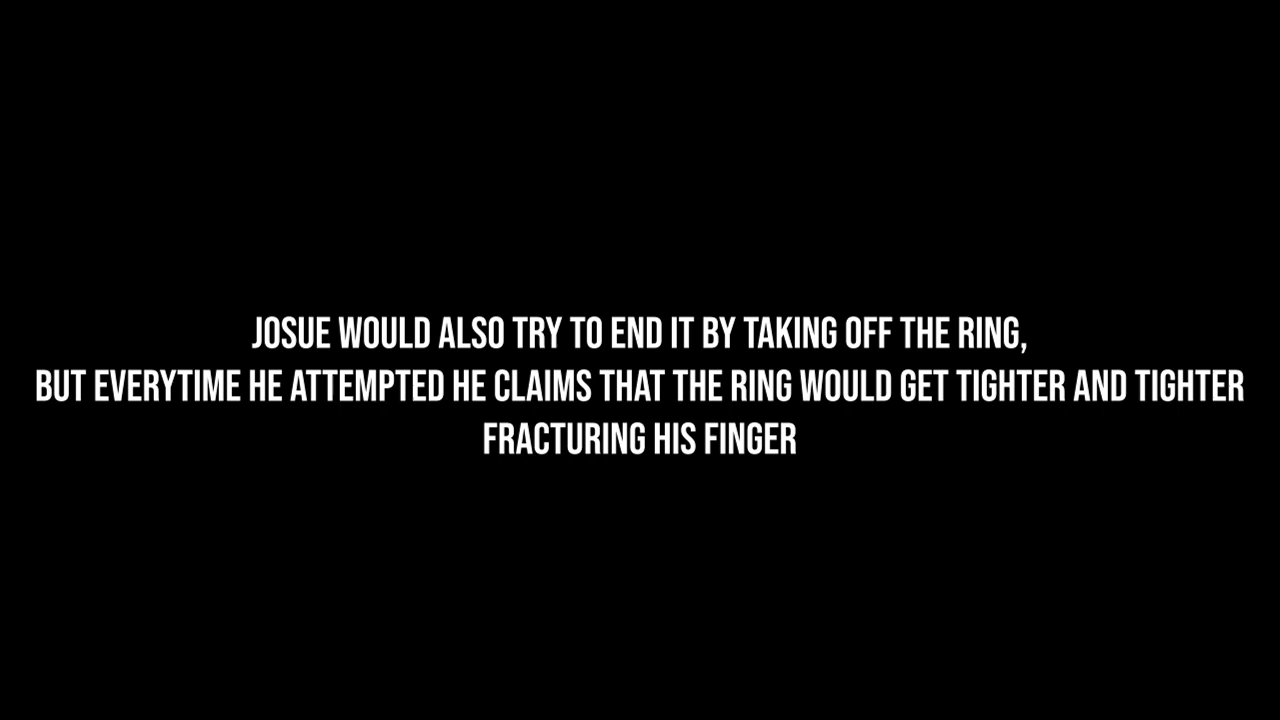 JOSUE WOULD ALSO TRY TO END IT BY TAKING OFF THE RING,
BUT EVERYTIME HE ATTEMPTED HE CLAIMS THAT THE RING WOULD GET TIGHTER AND TIGHTER
FRACTURING HIS FINGER